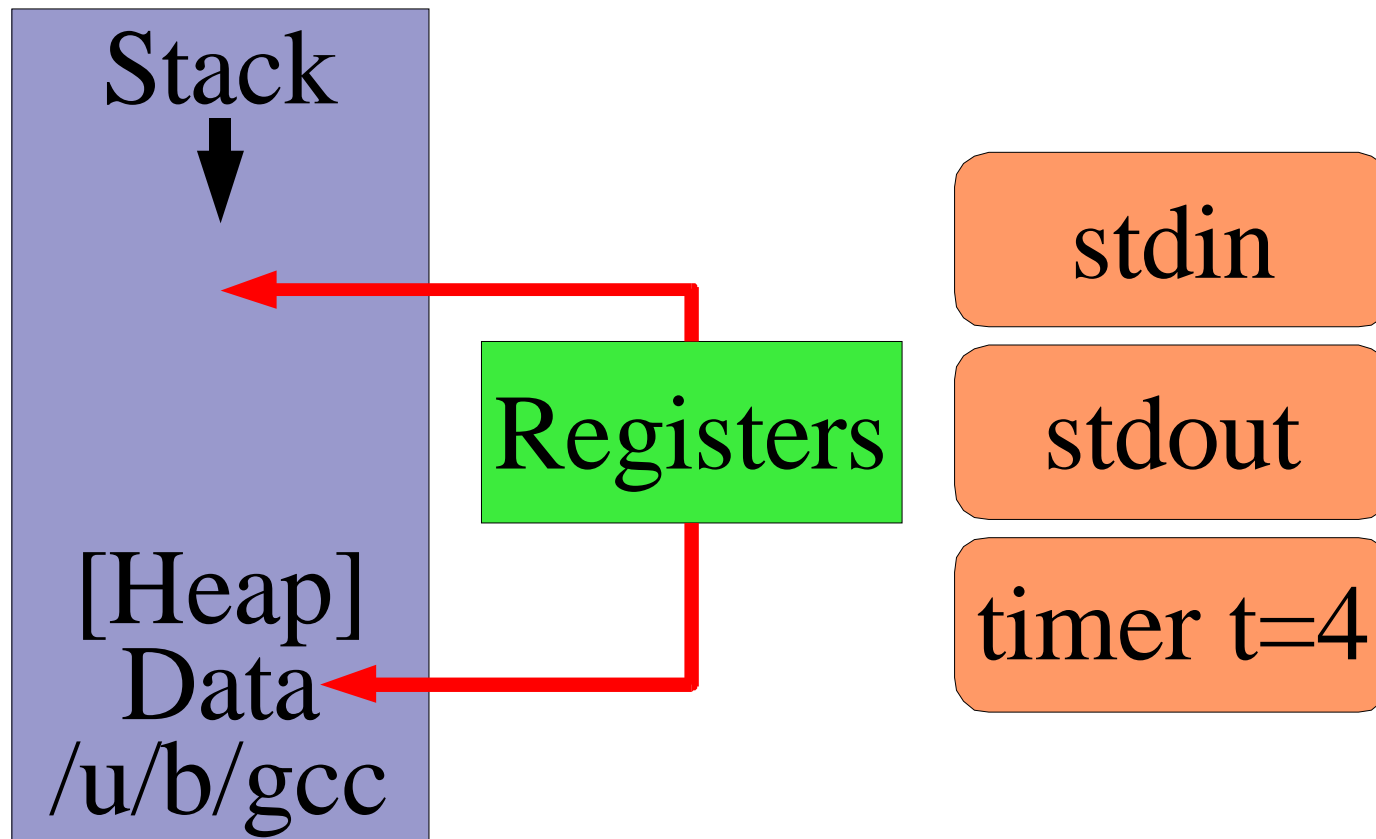 Stack
[Heap]
Data
/u/b/gcc
Registers
stdin
stdout
timer t=4